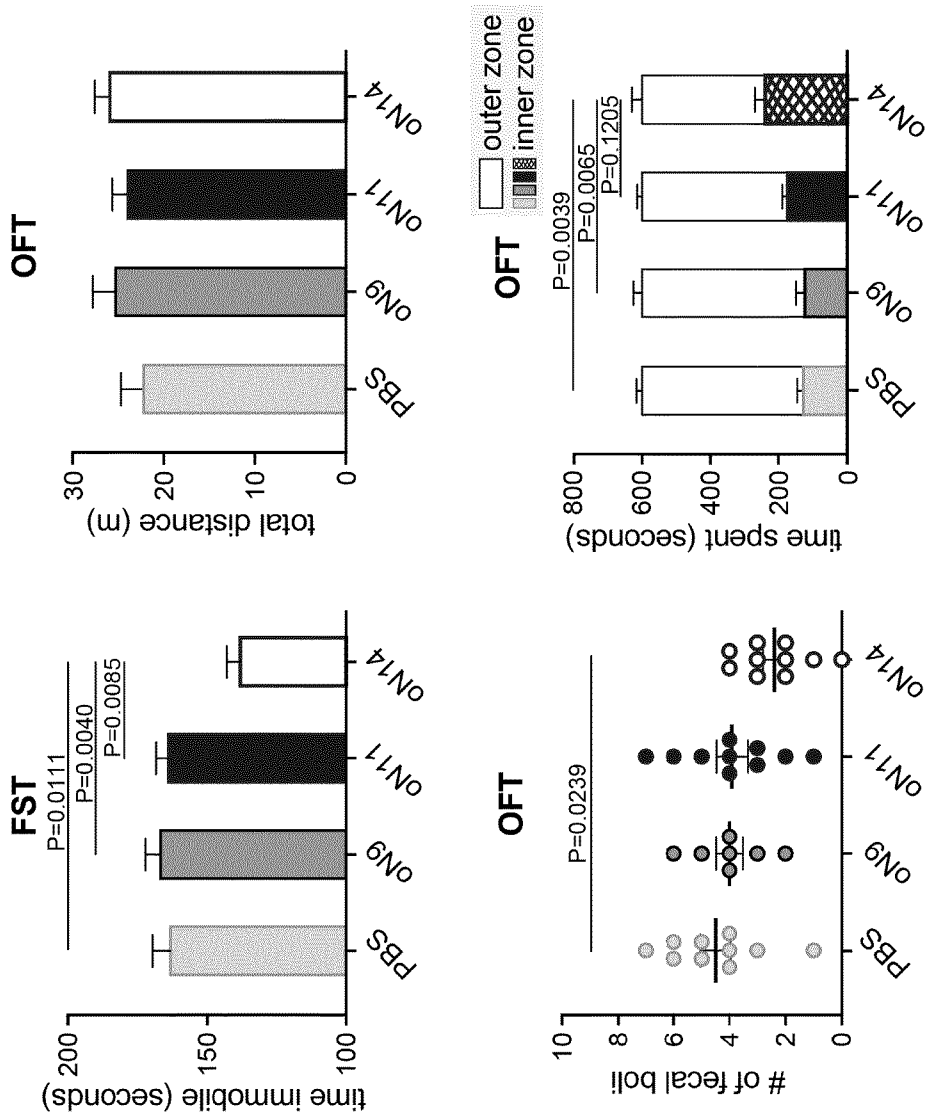 FST
P=0.0111
P=0.0040
P=0.0085
time immobile (seconds)
200
150
100
PBS
oN9
oN11
oN14
OFT
total distance (m)
30
20
10
0
PBS
oN9
oN11
oN14
OFT
P=0.0239
# of fecal boli
10
8
6
4
2
0
PBS
oN9
oN11
oN14
OFT
outer zone
inner zone
P=0.0039
P=0.0065
P=0.1205
time spent (seconds)
800
600
400
200
0
PBS
oN9
oN11
oN14